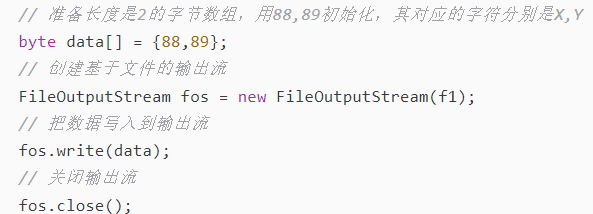 // 准备长度是2的字节数组，用88,89初始化，其对应的字符分别是X,Y
byte data[] = {88,89};
// 创建基于文件的输出流
FileOutputStream fos = new FileOutputStream(f1);
// 把数据写入到输出流
fos.write(data);
// 关闭输出流
fos.close();